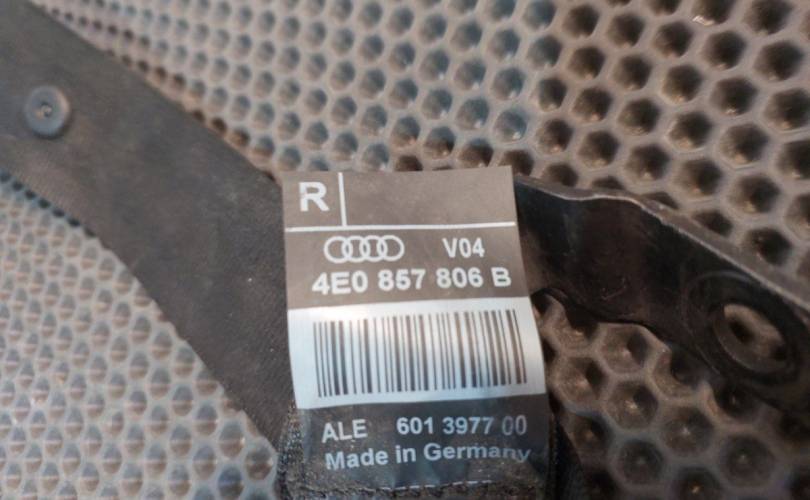 R
V04
4E0 857 806 B
ALE 601 3977 00
Made in Germany